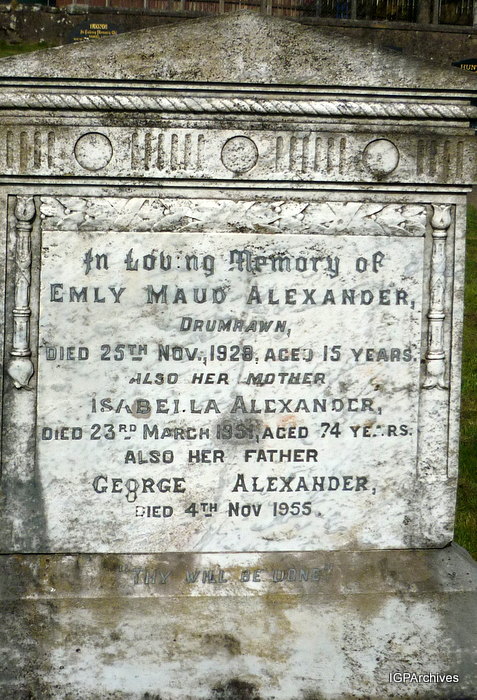 In Loving Memory of
EMLY MAUD ALEXANDER,
DRUMRAWN,
DIED 25TH NOV., 1928, AGED 15 YEARS.
ALSO HER MOTHER
ISABELLA ALEXANDER,
DIED 23RD MARCH AGED 74 YEARS.
ALSO HER FATHER
GEORGE ALEXANDER,
DIED 4TH NOV 1955.
"THY WILL BE DONE"
IGPArchives